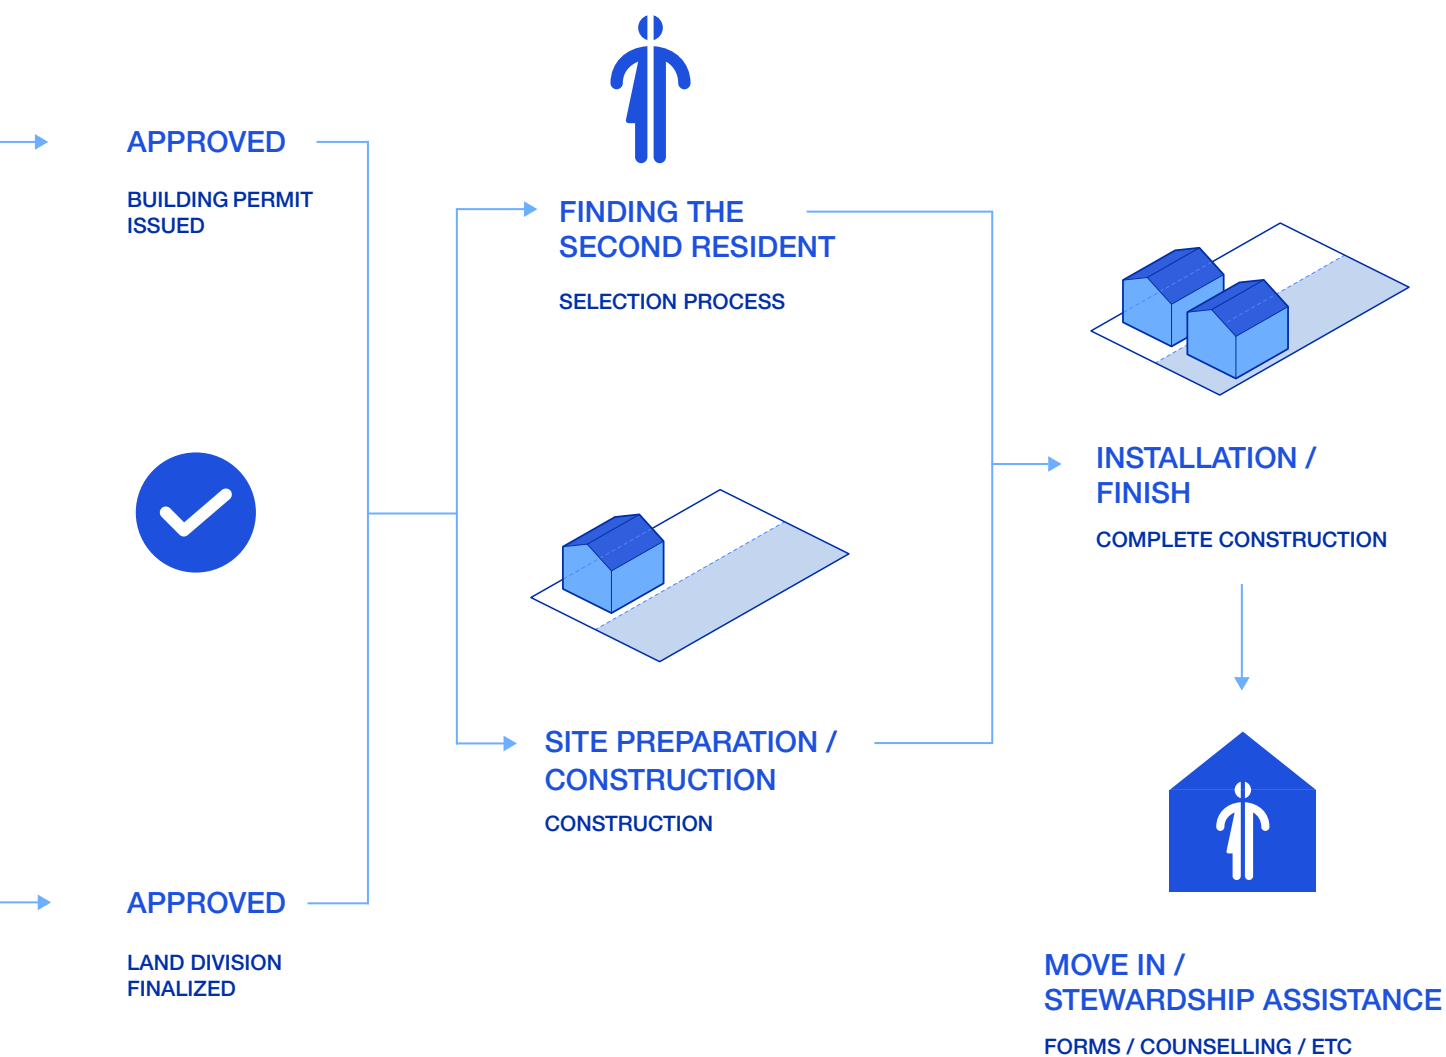 APPROVED
BUILDING PERMIT
ISSUED
APPROVED
LAND DIVISION
FINALIZED
FINDING THE
SECOND RESIDENT
SELECTION PROCESS
SITE PREPARATION /
CONSTRUCTION
CONSTRUCTION
INSTALLATION /
FINISH
COMPLETE CONSTRUCTION
MOVE IN /
STEWARDSHIP ASSISTANCE
FORMS / COUNSELLING / ETC